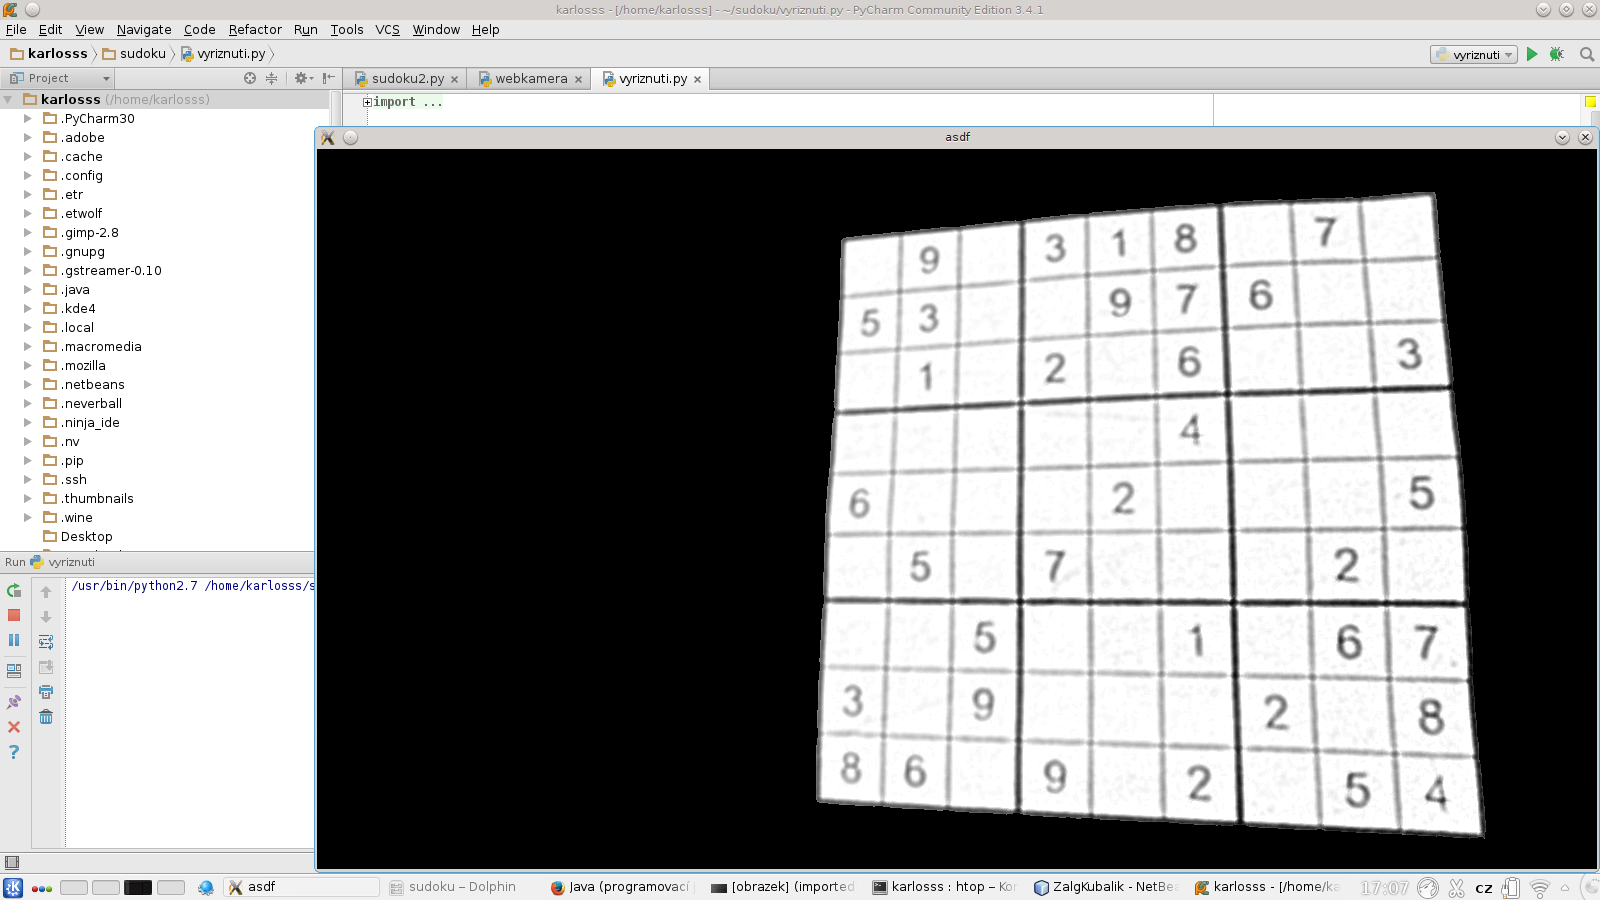 karlosss - [/home/karlosss] - ~/sudoku/vyriznuti.py - PyCharm Community Edition 3.4.1
File Edit View Navigate Code Refactor Run Tools VCS Window Help
karlosss sudoku vyriznuti.py vyriznuti
Project sudoku2.py webkamera vyriznuti.py
karlosss (/home/karlosss) import ...
.PyCharm30
asdf
.adobe
.cache
.config
.etr
.etwolf
.gimp-2.8
.gnupg
.gstreamer-0.10
.java
.kde4
.local
.macromedia
.mozilla
.netbeans
.neverball
.ninja_ide
.nv
.pip
.ssh
.thumbnails
.wine
Desktop
Run vyriznuti
/usr/bin/python2.7 /home/karlosss/s
9 3 1 8 7
5 3 9 7 6
1 2 6 3
4
6 2 5
5 7 2
5 1 6 7
3 9 2 8
8 6 9 2 5 4
asdf sudoku – Dolphin Java (programovací [obrazek] (imported karlosss : htop – Kon ZalgKubalik - NetBea karlosss - [/home/ka 17:07 cz